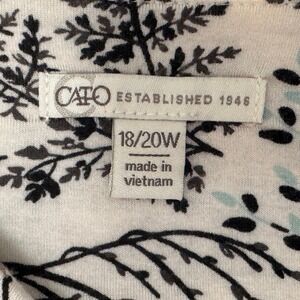 CATO ESTABLISHED 1946
18/20W
made in
vietnam